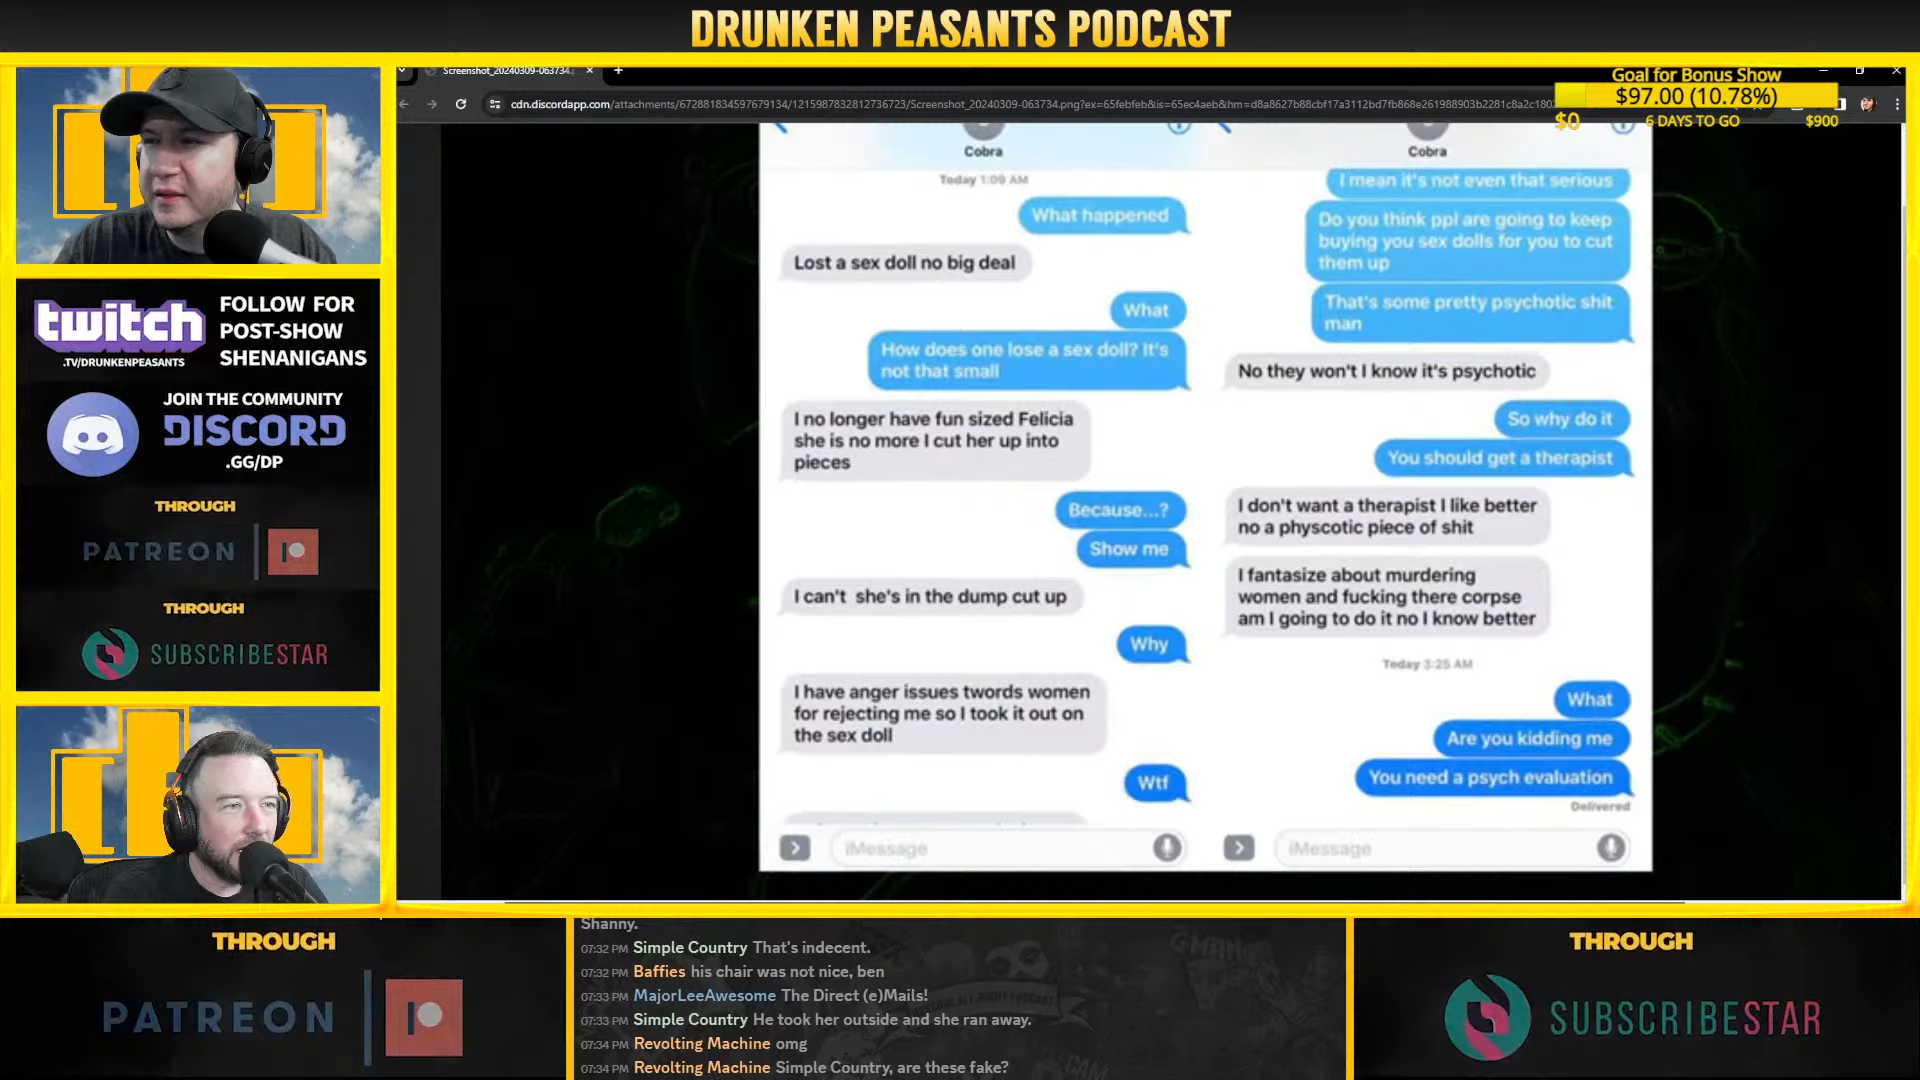 DRUNKEN PEASANTS PODCAST
Screenshot_20240309-063734.
Goal for Bonus Show
$97.00 (10.78%)
$0
6 DAYS TO GO
$900
twitch
.TV/DRUNKENPEASANTS
FOLLOW FOR
POST-SHOW
SHENANIGANS
JOIN THE COMMUNITY
DISCORD
.GG/DP
THROUGH
PATREON
THROUGH
SUBSCRIBESTAR
Cobra
Today 1:09 AM
What happened
Lost a sex doll no big deal
What
How does one lose a sex doll? It's
not that small
I no longer have fun sized Felicia
she is no more I cut her up into
pieces
Because...?
Show me
I can't she's in the dump cut up
Why
I have anger issues twords women
for rejecting me so I took it out on
the sex doll
Wtf
iMessage
Cobra
I mean it's not even that serious
Do you think ppl are going to keep
buying you sex dolls for you to cut
them up
That's some pretty psychotic shit
man
No they won't I know it's psychotic
So why do it
You should get a therapist
I don't want a therapist I like better
no a physcotic piece of shit
I fantasize about murdering
women and fucking there corpse
am I going to do it no I know better
Today 3:25 AM
What
Are you kidding me
You need a psych evaluation
Delivered
iMessage
THROUGH
PATREON
Shanny.
07:32 PM Simple Country That's indecent.
07:32 PM Baffies his chair was not nice, ben
07:33 PM MajorLeeAwesome The Direct (e)Mails!
07:33 PM Simple Country He took her outside and she ran away.
07:34 PM Revolting Machine omg
07:34 PM Revolting Machine Simple Country, are these fake?
THROUGH
SUBSCRIBESTAR